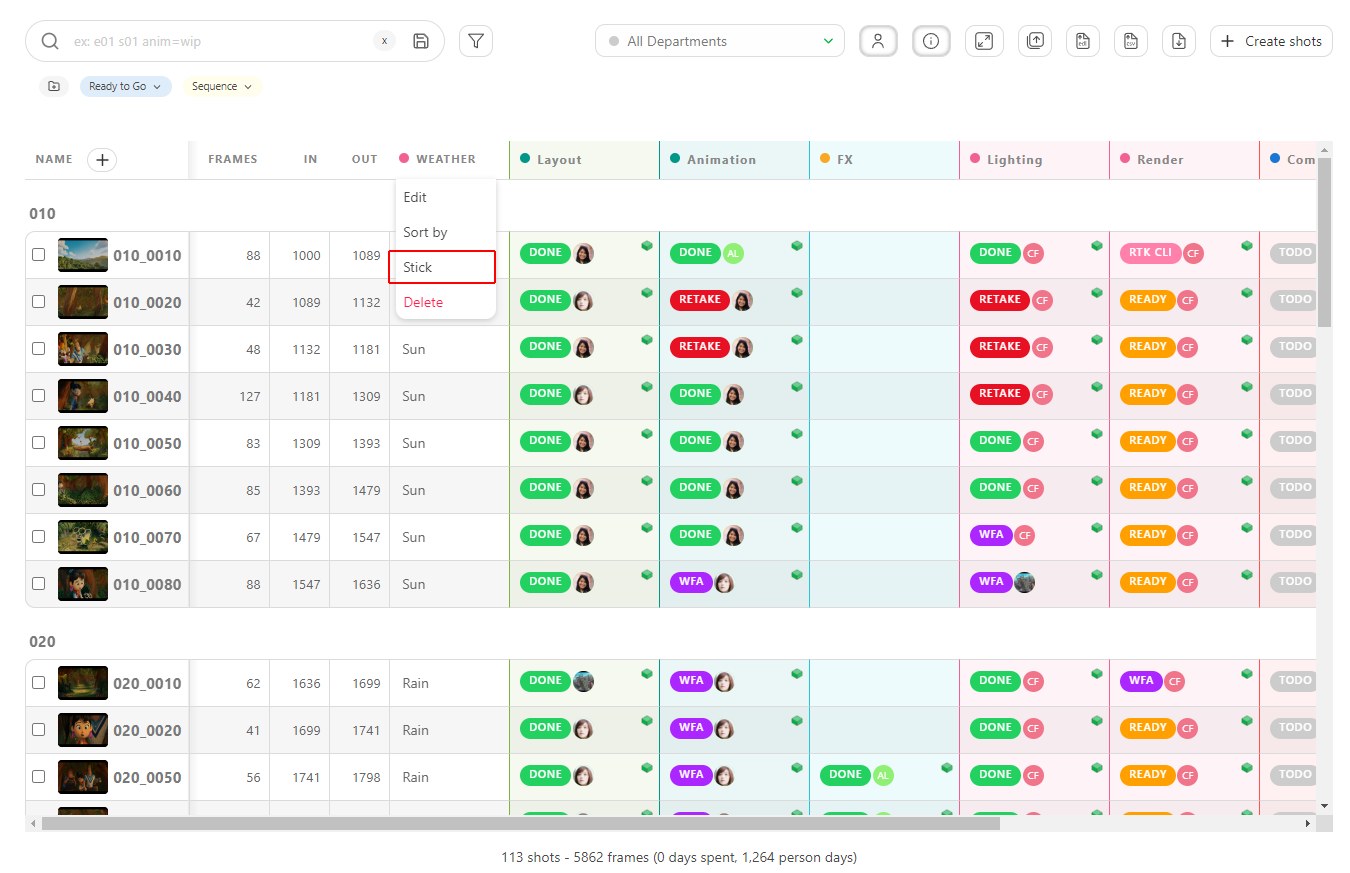 ex: e01 s01 anim=wip x All Departments edl csv Create shots
Ready to Go Sequence
NAME FRAMES IN OUT WEATHER Layout Animation FX Lighting Render Com
Edit
Sort by
Stick
Delete
010
010_0010 88 1000 1089 DONE DONE AL DONE CF RTK CLI CF TODO
010_0020 42 1089 1132 DONE RETAKE RETAKE CF READY CF TODO
010_0030 48 1132 1181 Sun DONE RETAKE RETAKE CF READY CF TODO
010_0040 127 1181 1309 Sun DONE DONE RETAKE CF READY CF TODO
010_0050 83 1309 1393 Sun DONE DONE DONE CF READY CF TODO
010_0060 85 1393 1479 Sun DONE DONE DONE CF READY CF TODO
010_0070 67 1479 1547 Sun DONE DONE WFA CF READY CF TODO
010_0080 88 1547 1636 Sun DONE WFA WFA READY CF TODO
020
020_0010 62 1636 1699 Rain DONE WFA DONE CF WFA CF TODO
020_0020 41 1699 1741 Rain DONE WFA DONE CF READY CF TODO
020_0050 56 1741 1798 Rain DONE WFA DONE AL DONE CF READY CF TODO
113 shots - 5862 frames (0 days spent, 1,264 person days)